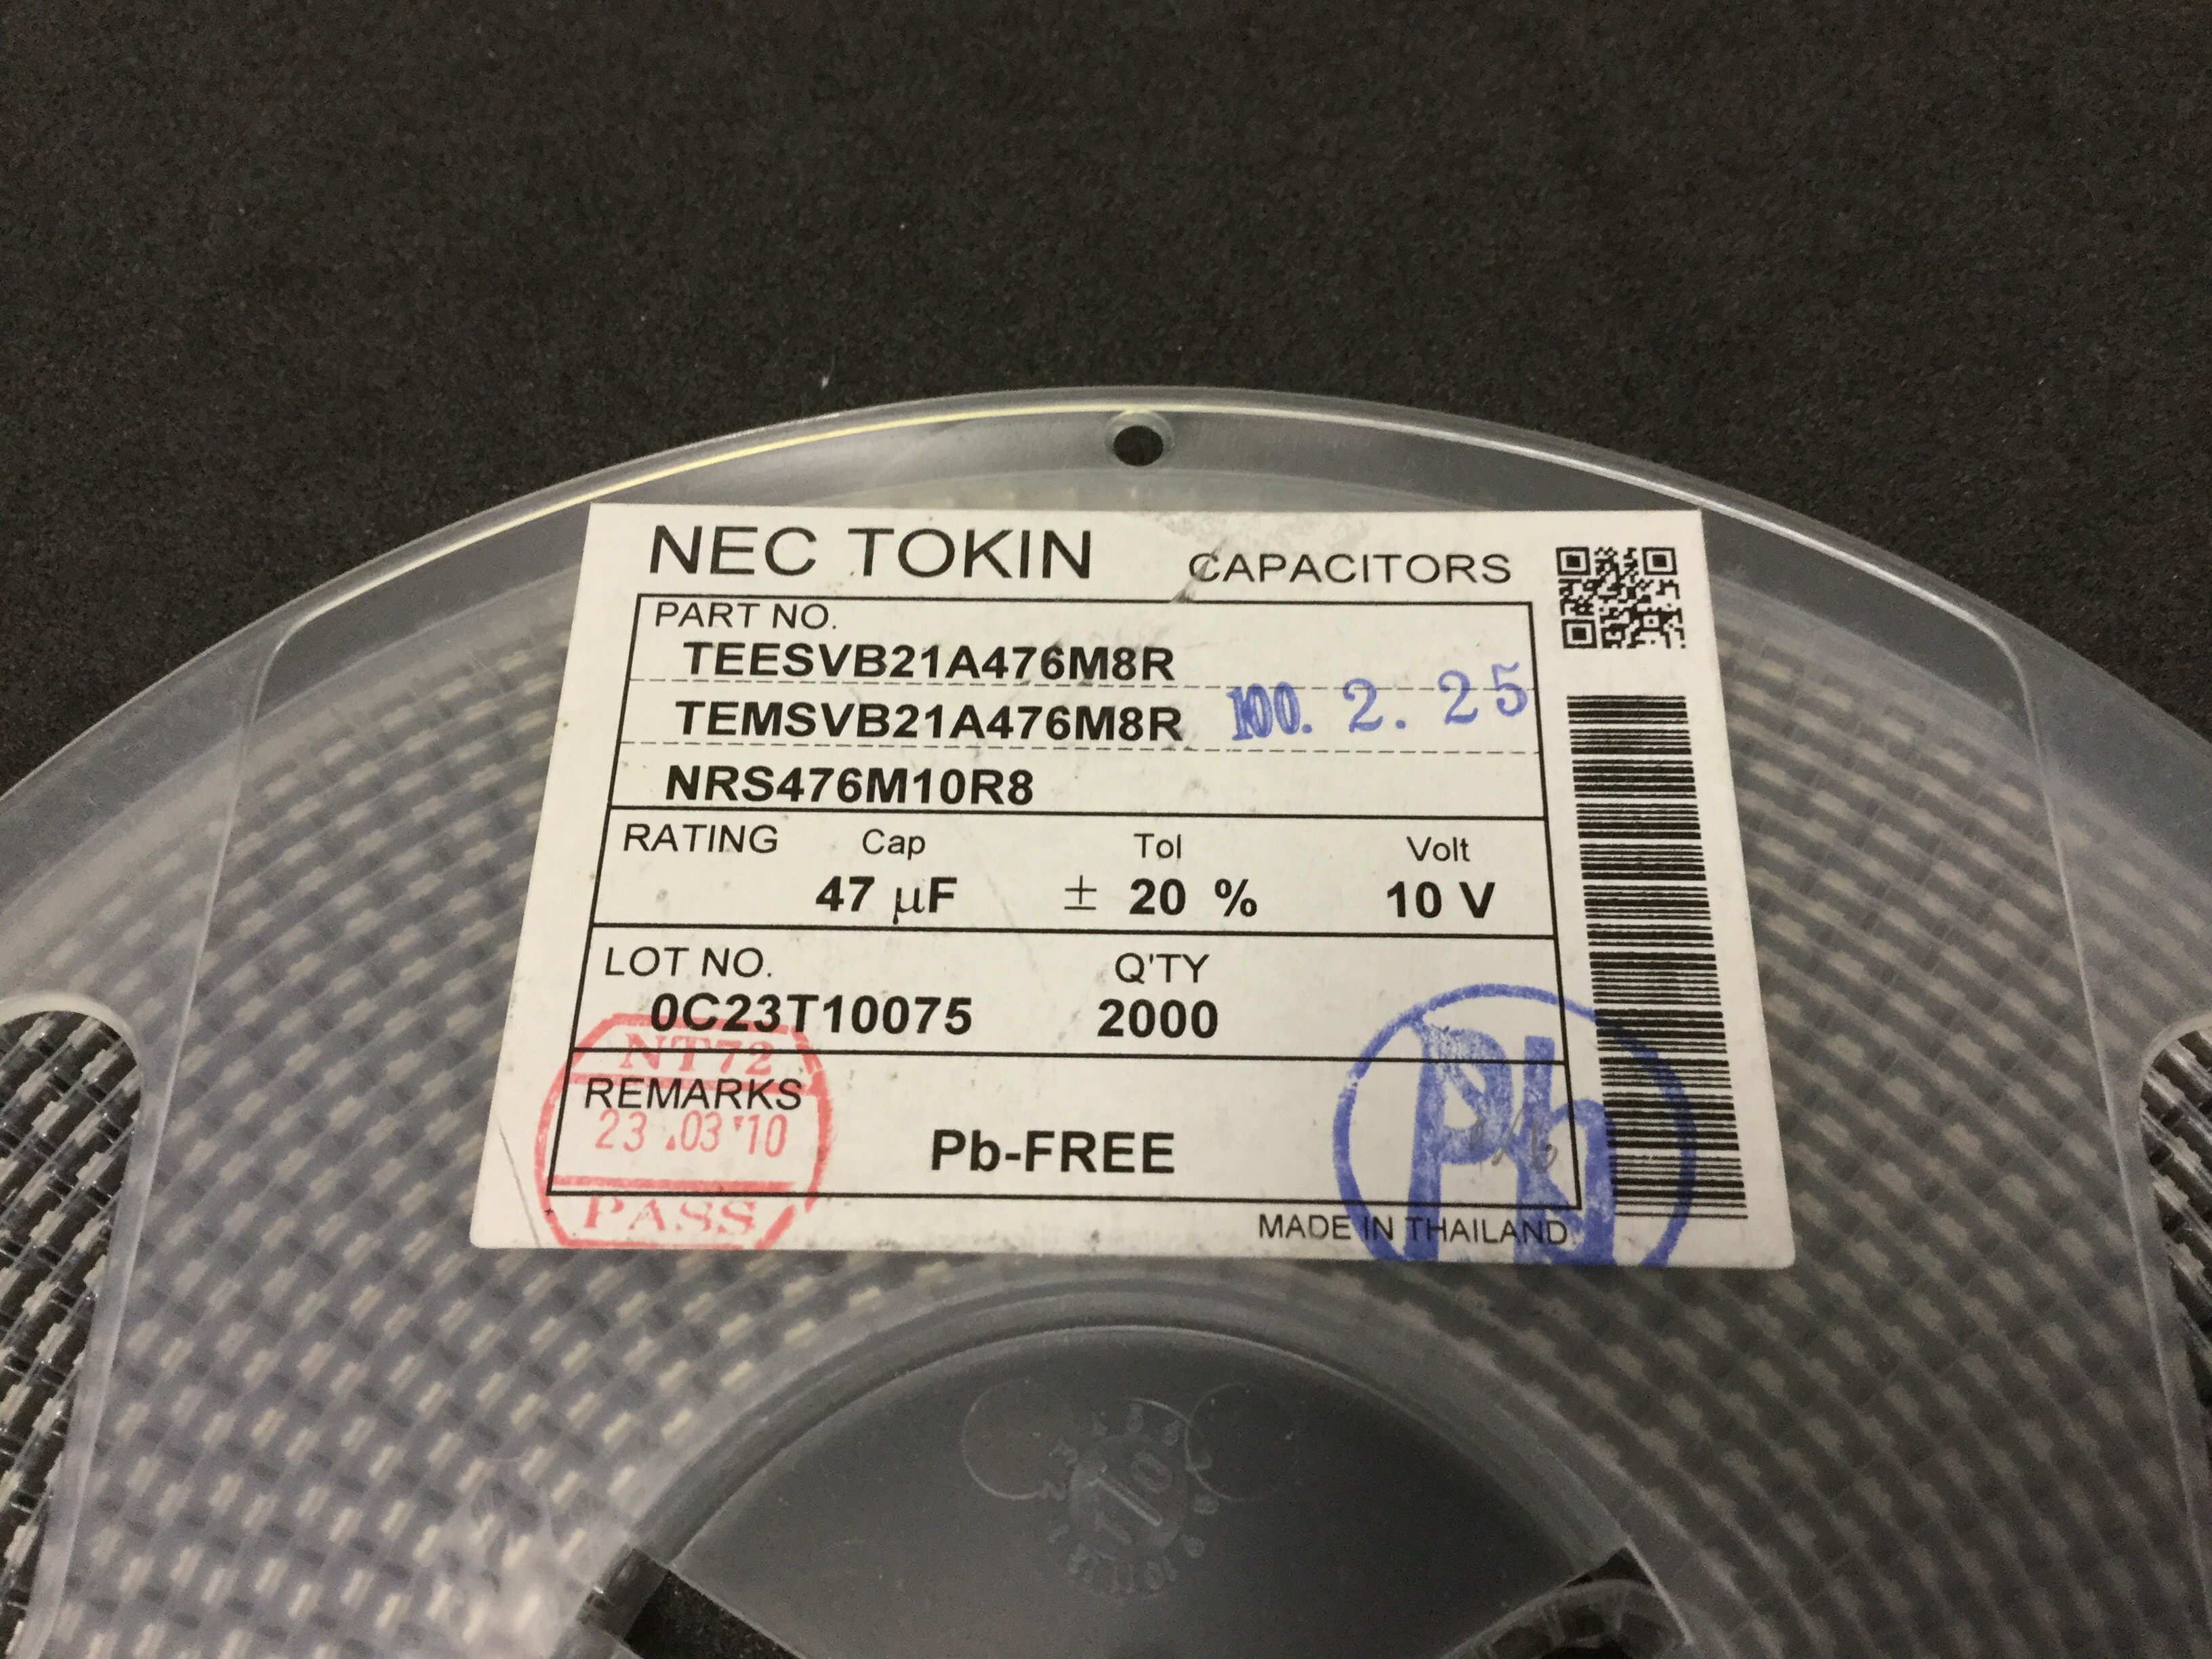 NEC TOKIN CAPACITORS
PART NO.
TEESVB21A476M8R
TEMSVB21A476M8R 100. 2. 25
NRS476M10R8
RATING Cap Tol Volt
47 µF ± 20 % 10 V
LOT NO. Q'TY
0C23T10075 2000
NT72
REMARKS
23.03'10
Pb-FREE
Pb
PASS
MADE IN THAILAND
10